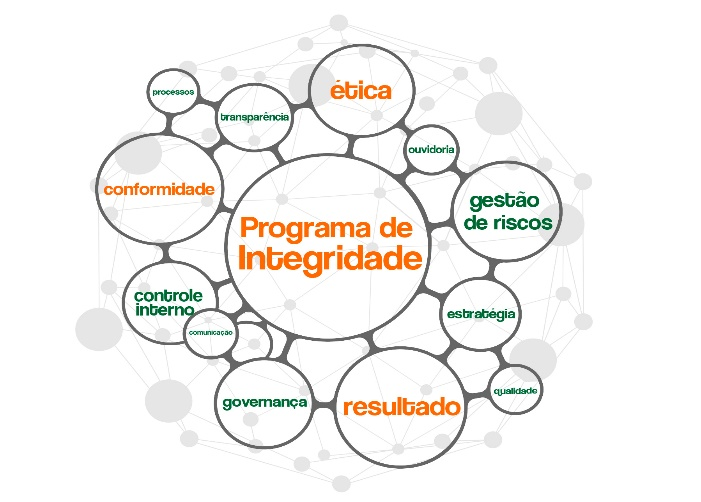 ética
processos
transparência
ouvidoria
conformidade
gestão
de riscos
Programa de
Integridade
controle
interno
estratégia
comunicação
qualidade
governança
resultado